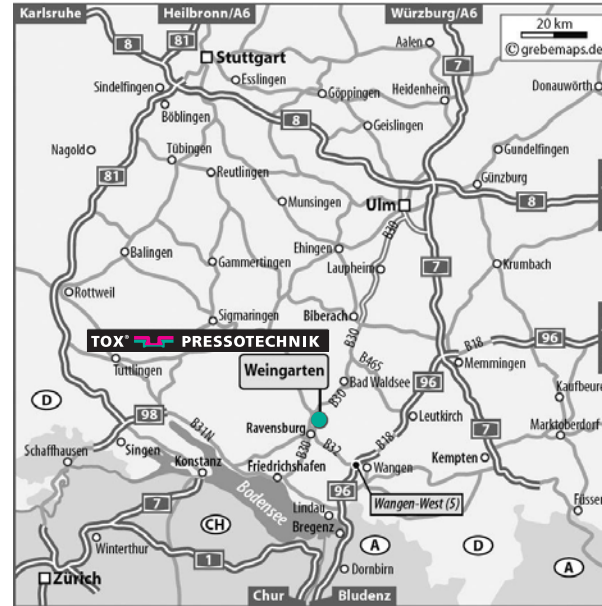 Karlsruhe
Heilbronn/A6
Würzburg/A6
20 km
© grebemaps.de
8
81
Stuttgart
Aalen
7
Sindelfingen
Esslingen
Göppingen
Heidenheim
Donauwörth
Böblingen
8
Geislingen
Nagold
Tübingen
Gundelfingen
81
Reutlingen
Günzburg
8
Munsingen
Ulm
7
B30
Ehingen
Balingen
Gammertingen
Laupheim
7
Krumbach
Rottweil
Sigmaringen
Biberach
B30
B18
96
TOX® PRESSOTECHNIK
Tuttlingen
B465
Memmingen
Weingarten
Bad Waldsee
96
Kaufbeure
D
B30
98
B31N
Leutkirch
7
Marktoberdorf
Ravensburg
B32
B18
Schaffhausen
Singen
Konstanz
B30
Kempten
Friedrichshafen
Wangen
7
Bodensee
96
Wangen-West (5)
Füssen
Lindau
CH
Bregenz
A
D
Winterthur
1
A
Zürich
Dornbirn
Chur
Bludenz